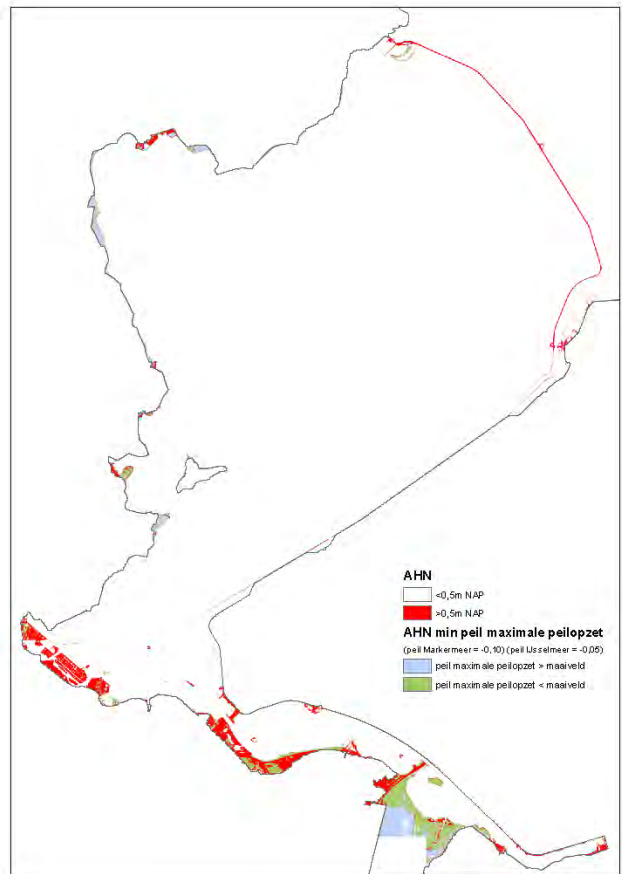 AHN
<0,5m NAP
>0,5m NAP
AHN min peil maximale peilopzet
(peil Markermeer = -0,10) (peil IJsselmeer = -0,05)
peil maximale peilopzet > maaiveld
peil maximale peilopzet < maaiveld